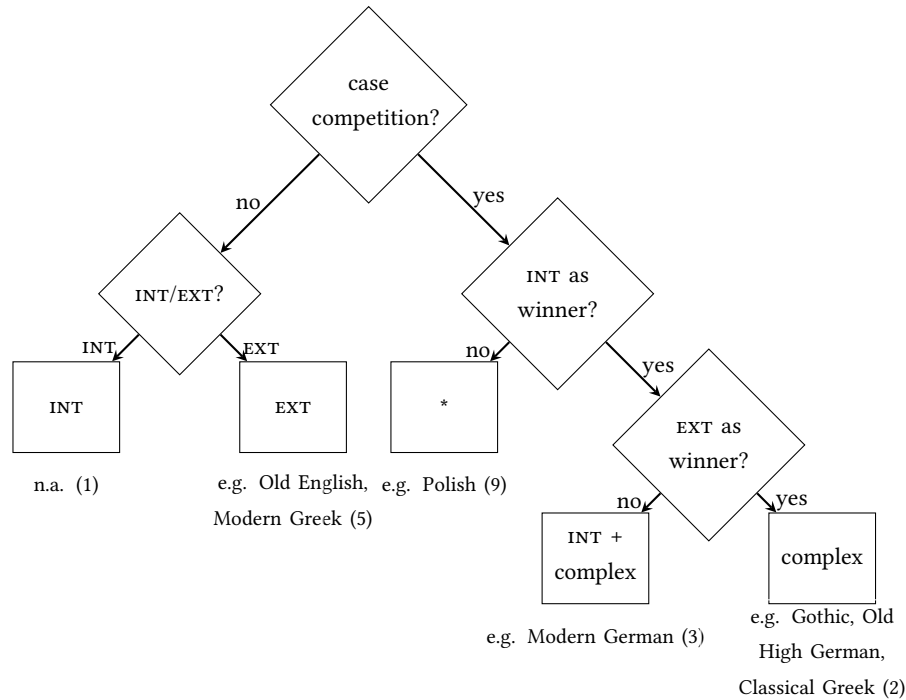 case
competition?
no
yes
INT/EXT?
INT as
winner?
INT
EXT
no
yes
INT
EXT
*
EXT as
winner?
n.a. (1)
e.g. Old English,
Modern Greek (5)
e.g. Polish (9)
no
yes
INT +
complex
complex
e.g. Modern German (3)
e.g. Gothic, Old
High German,
Classical Greek (2)